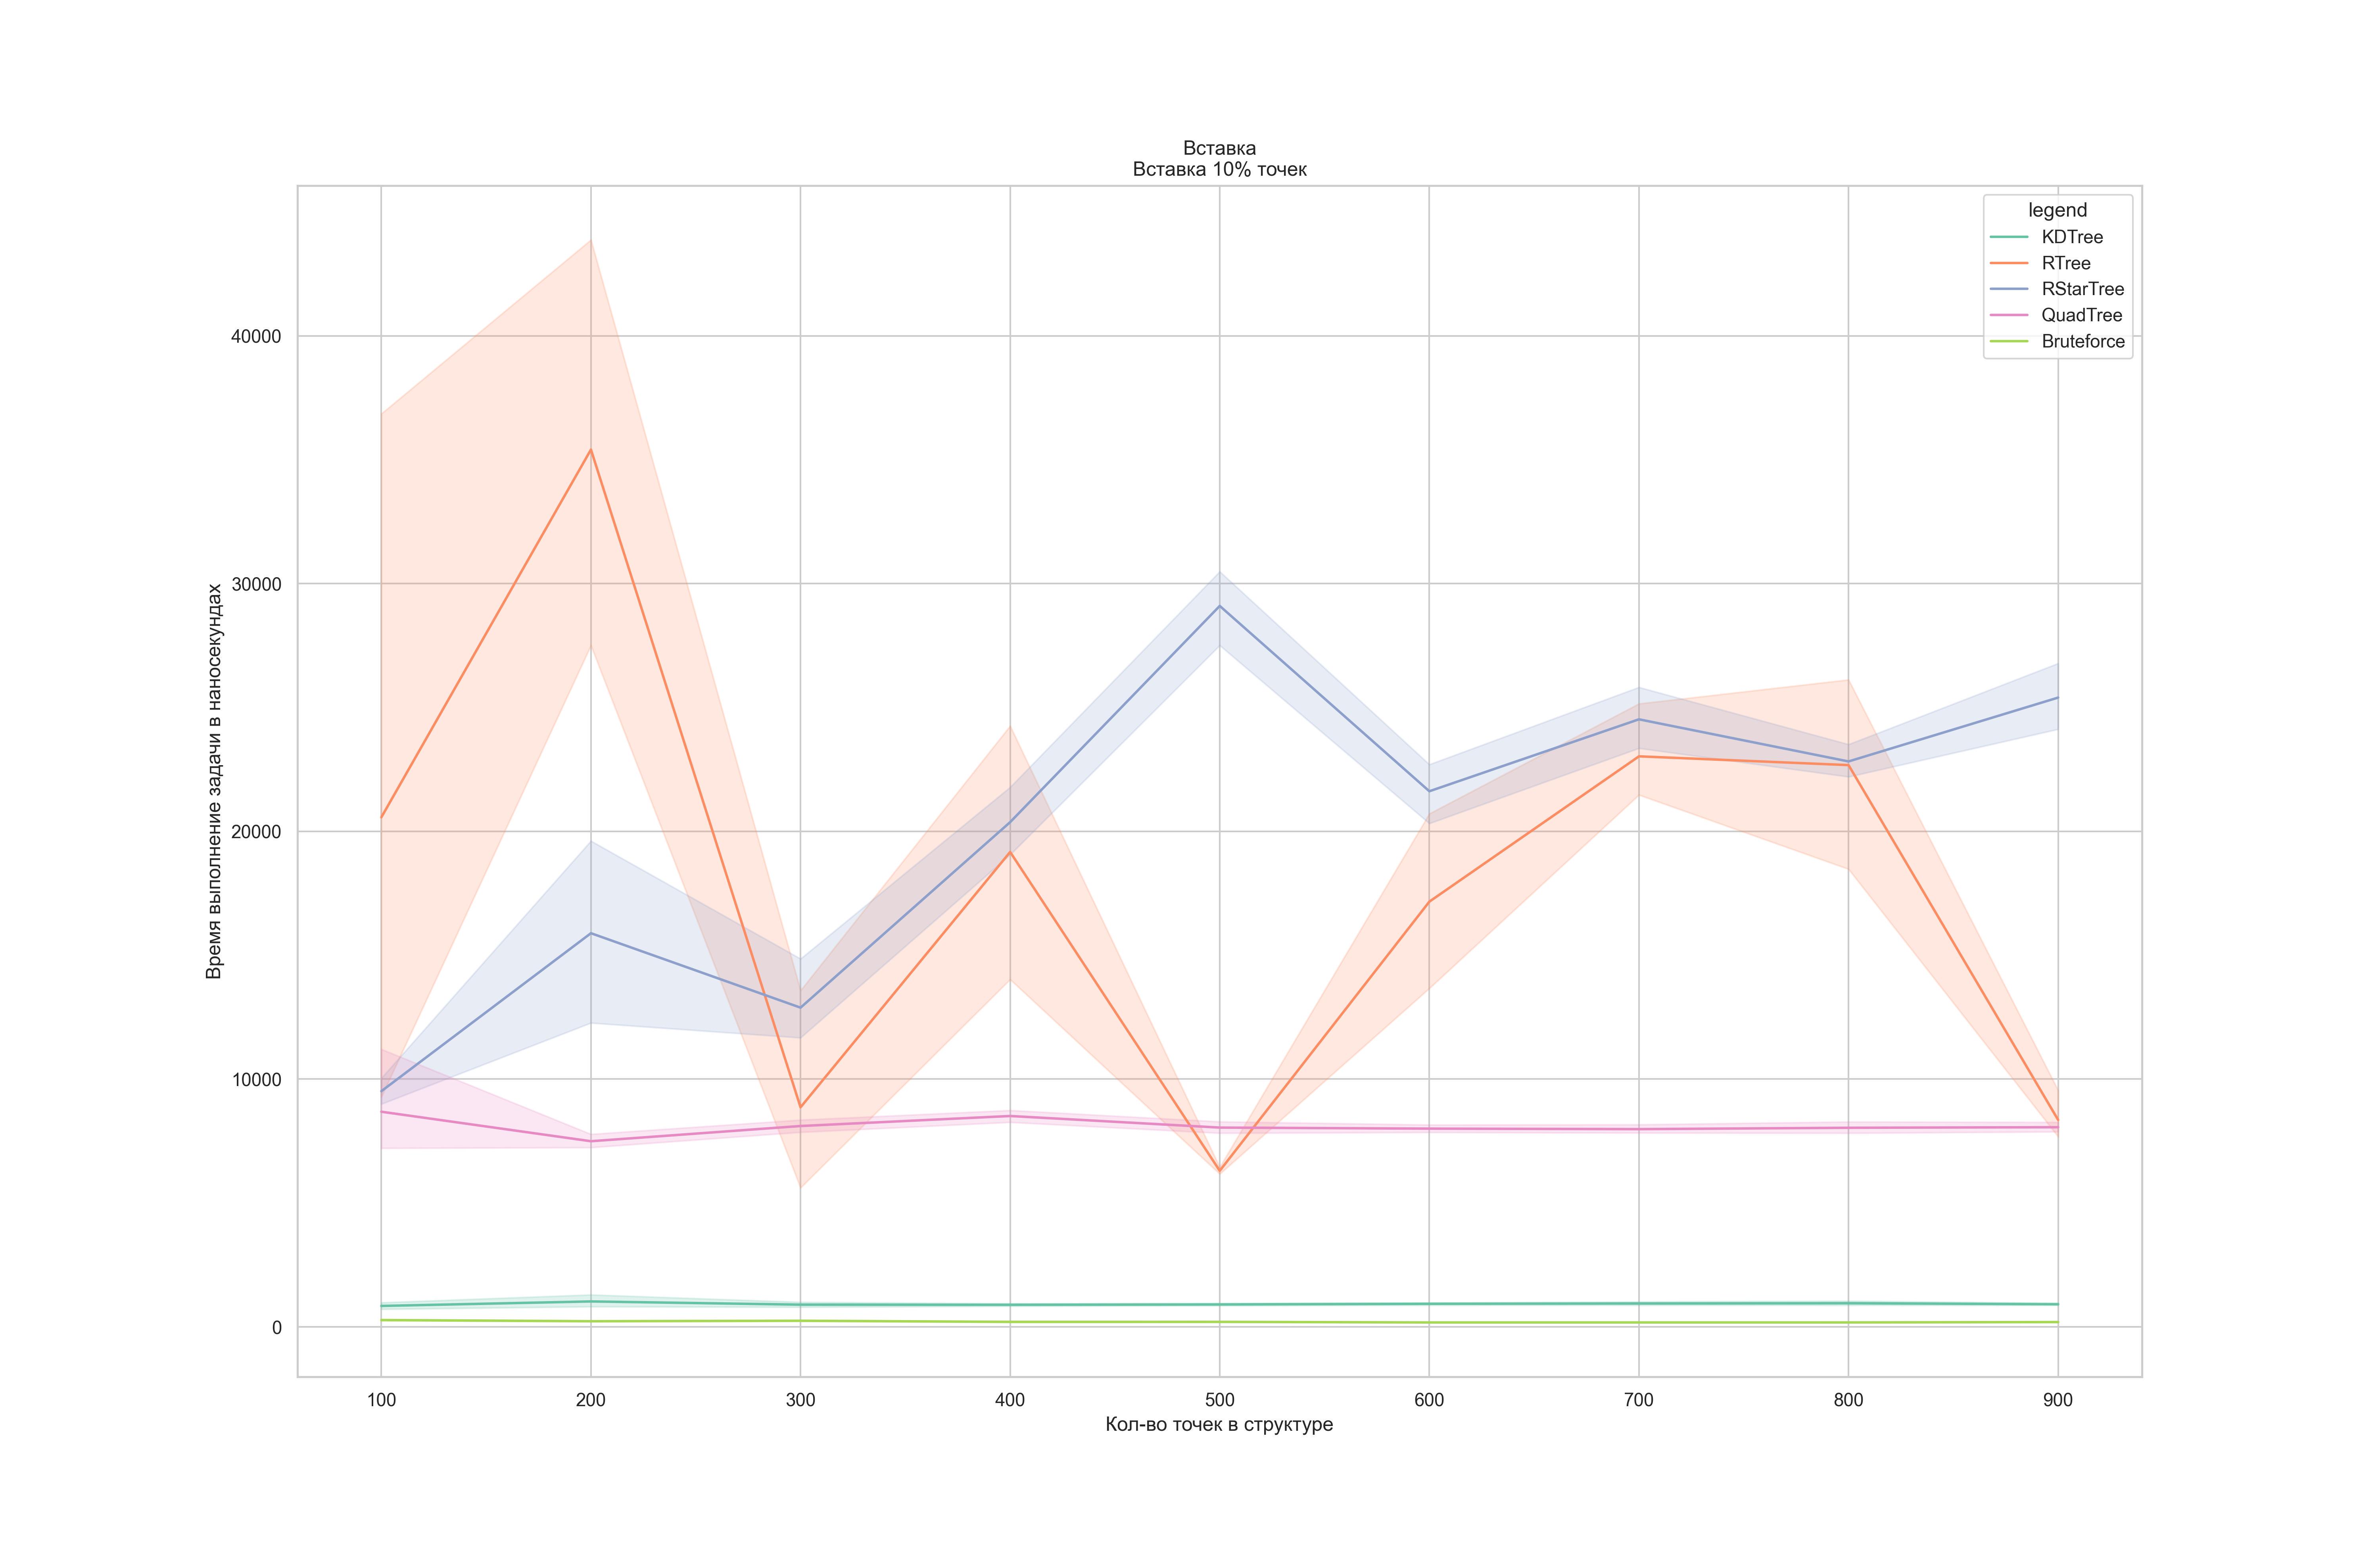 Вставка
Вставка 10% точек
legend
KDTree
RTree
RStarTree
QuadTree
Bruteforce
Время выполнение задачи в наносекундах
40000
30000
20000
10000
0
100 200 300 400 500 600 700 800 900
Кол-во точек в структуре